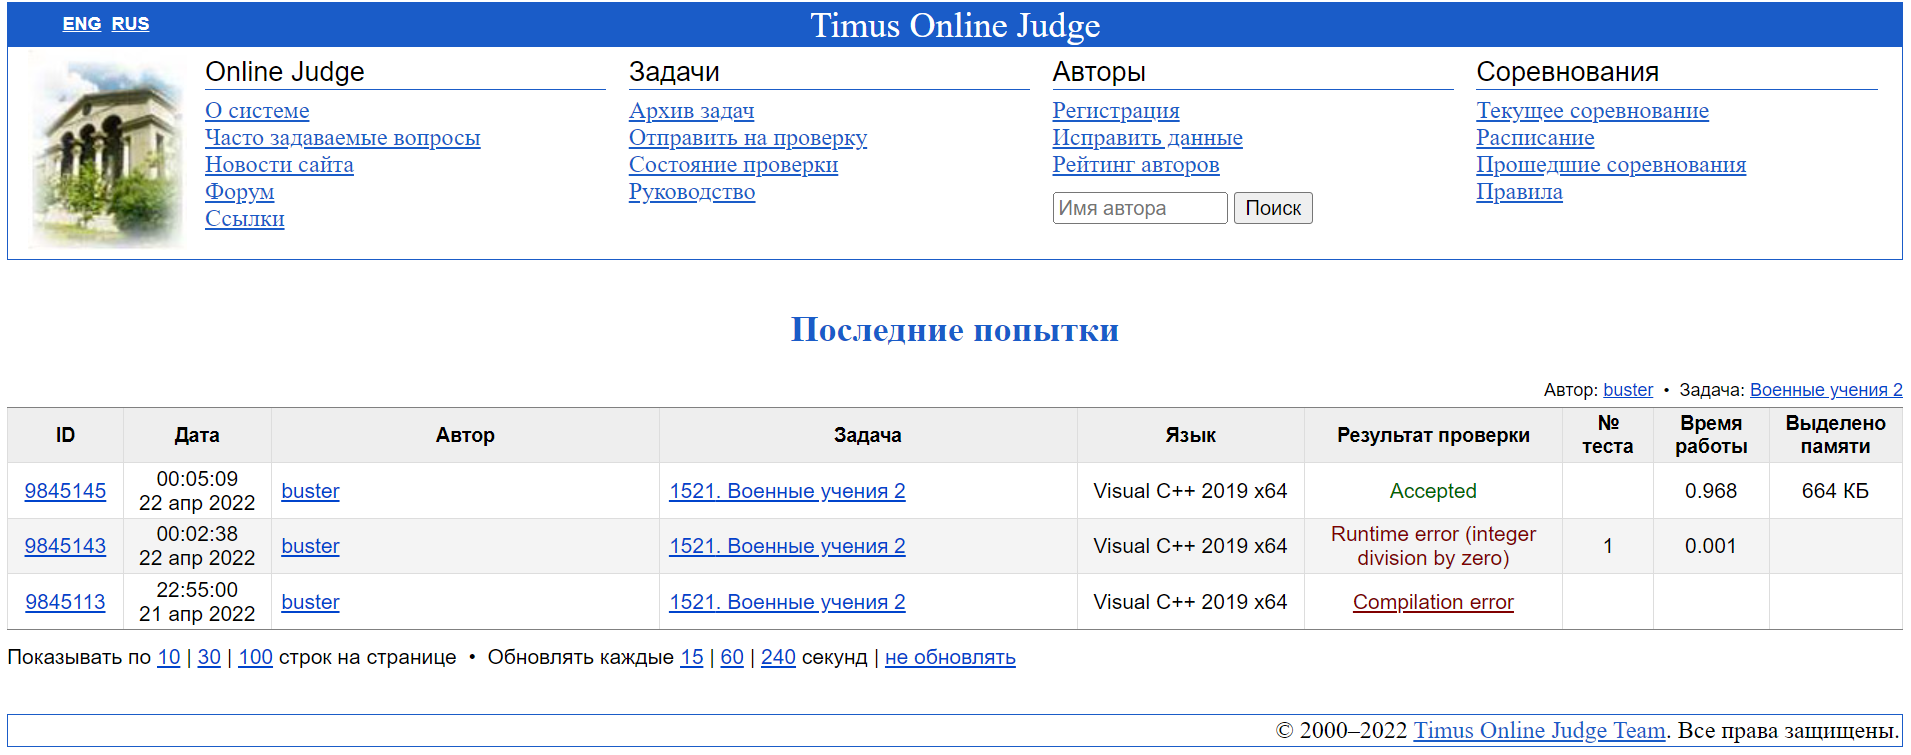 ENG RUS
Timus Online Judge
Online Judge
О системе
Часто задаваемые вопросы
Новости сайта
Форум
Ссылки
Задачи
Архив задач
Отправить на проверку
Состояние проверки
Руководство
Авторы
Регистрация
Исправить данные
Рейтинг авторов
Имя автора Поиск
Соревнования
Текущее соревнование
Расписание
Прошедшие соревнования
Правила
Последние попытки
Автор: buster • Задача: Военные учения 2
ID Дата Автор Задача Язык Результат проверки № теста Время работы Выделено памяти
9845145 00:05:09 22 апр 2022 buster 1521. Военные учения 2 Visual C++ 2019 x64 Accepted 0.968 664 КБ
9845143 00:02:38 22 апр 2022 buster 1521. Военные учения 2 Visual C++ 2019 x64 Runtime error (integer division by zero) 1 0.001
9845113 22:55:00 21 апр 2022 buster 1521. Военные учения 2 Visual C++ 2019 x64 Compilation error
Показывать по 10 | 30 | 100 строк на странице • Обновлять каждые 15 | 60 | 240 секунд | не обновлять
© 2000–2022 Timus Online Judge Team. Все права защищены.